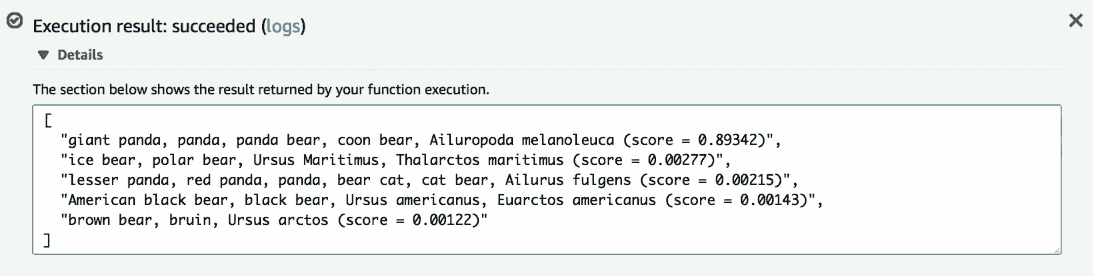 Execution result: succeeded (logs)
Details
The section below shows the result returned by your function execution.
[
"giant panda, panda, panda bear, coon bear, Ailuropoda melanoleuca (score = 0.89342)",
"ice bear, polar bear, Ursus Maritimus, Thalarctos maritimus (score = 0.00277)",
"lesser panda, red panda, panda, bear cat, cat bear, Ailurus fulgens (score = 0.00215)",
"American black bear, black bear, Ursus americanus, Euarctos americanus (score = 0.00143)",
"brown bear, bruin, Ursus arctos (score = 0.00122)"
]